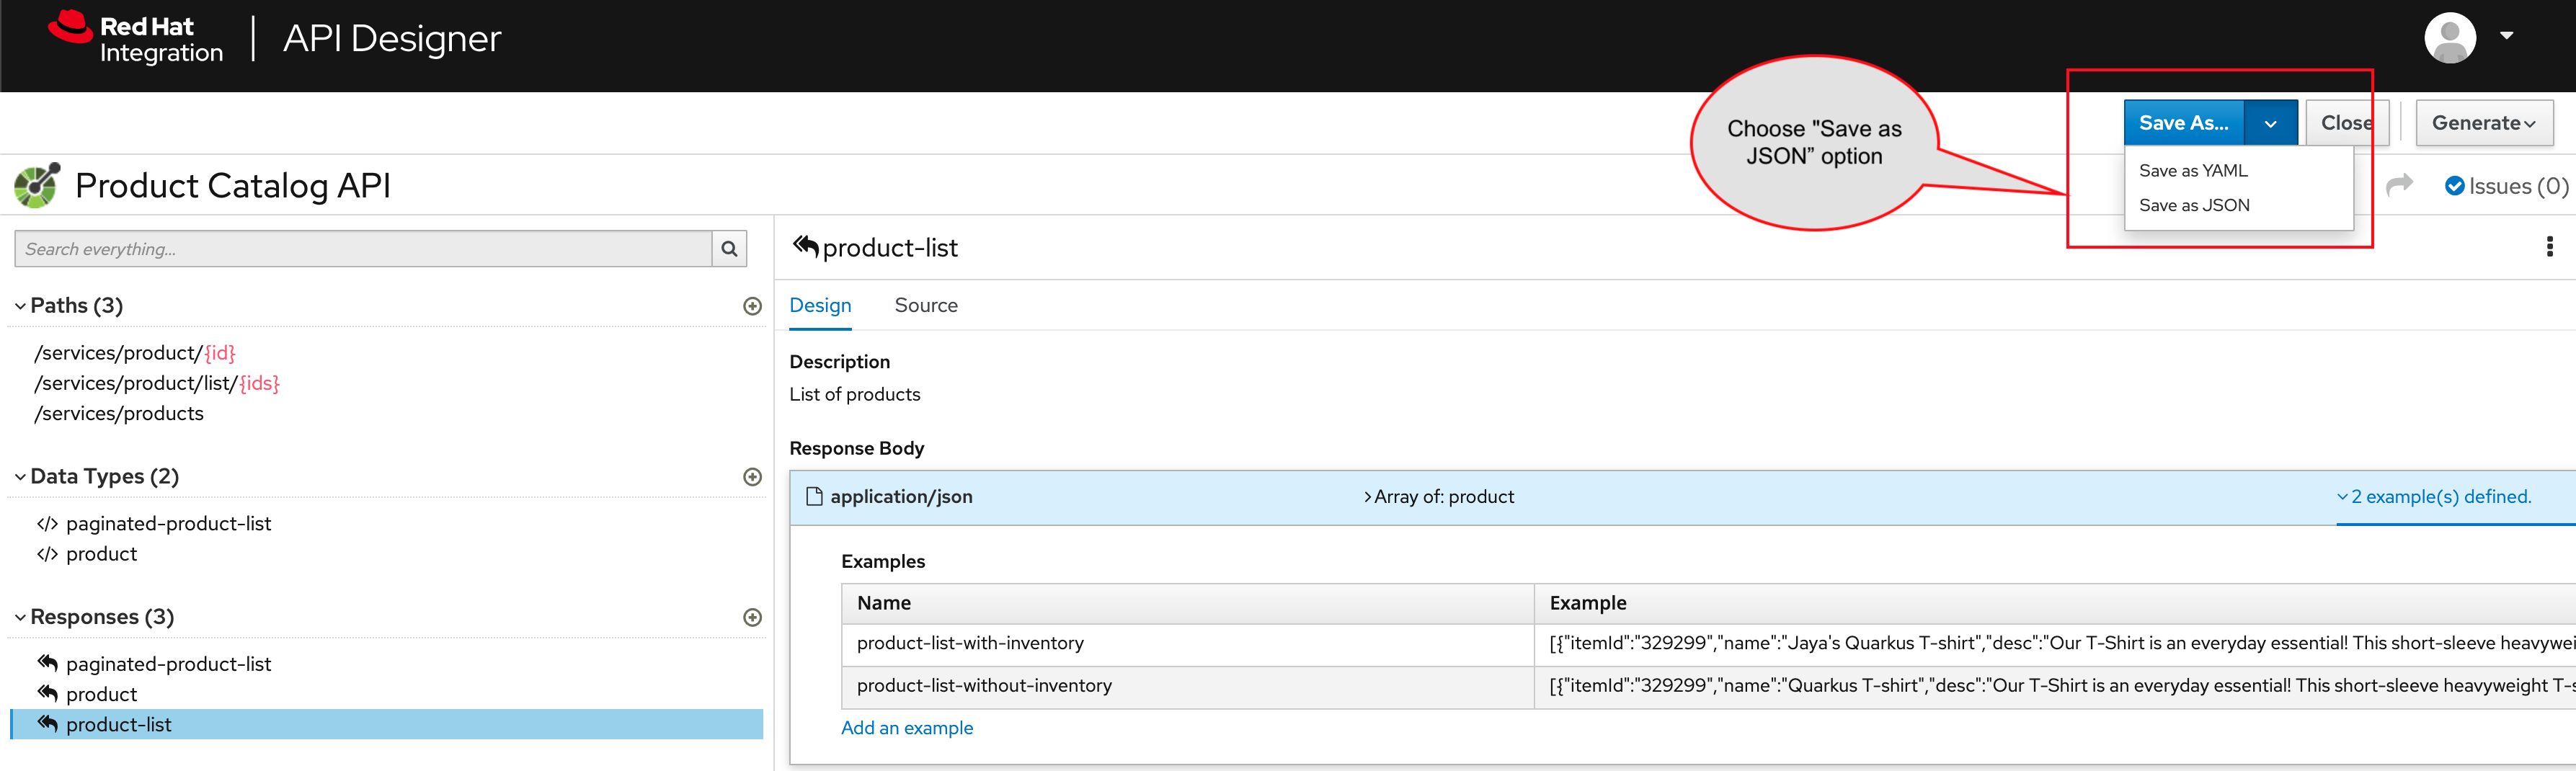 Red Hat
Integration
API Designer
Choose "Save as
JSON” option
Save As...
Close
Generate
Save as YAML
Save as JSON
Product Catalog API
Issues (0)
Search everything...
product-list
Paths (3)
Design
Source
/services/product/{id}
/services/product/list/{ids}
/services/products
Description
List of products
Response Body
Data Types (2)
application/json
Array of: product
2 example(s) defined.
</> paginated-product-list
</> product
Examples
Name
Example
Responses (3)
product-list-with-inventory
[{"itemId":"329299","name":"Jaya's Quarkus T-shirt","desc":"Our T-Shirt is an everyday essential! This short-sleeve heavywei
paginated-product-list
product
product-list-without-inventory
[{"itemId":"329299","name":"Quarkus T-shirt","desc":"Our T-Shirt is an everyday essential! This short-sleeve heavyweight T-s
product-list
Add an example